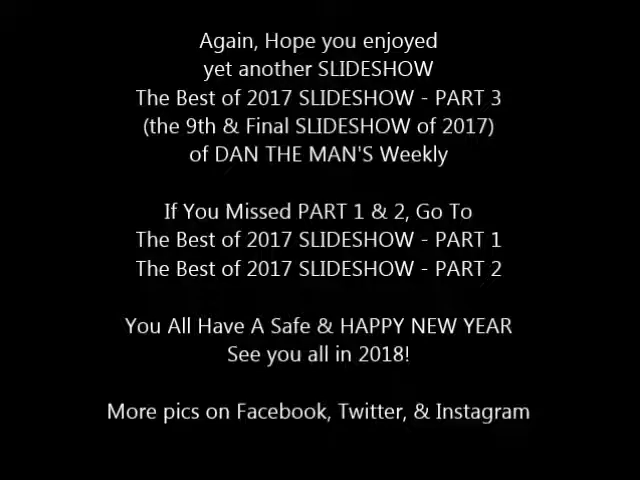 Again, Hope you enjoyed
yet another SLIDESHOW
The Best of 2017 SLIDESHOW - PART 3
(the 9th & Final SLIDESHOW of 2017)
of DAN THE MAN'S Weekly
If You Missed PART 1 & 2, Go To
The Best of 2017 SLIDESHOW - PART 1
The Best of 2017 SLIDESHOW - PART 2
You All Have A Safe & HAPPY NEW YEAR
See you all in 2018!
More pics on Facebook, Twitter, & Instagram